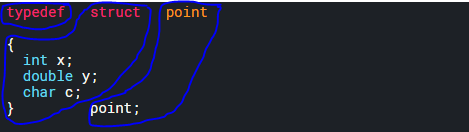 typedef struct point
{
int x;
double y;
char c;
} point;